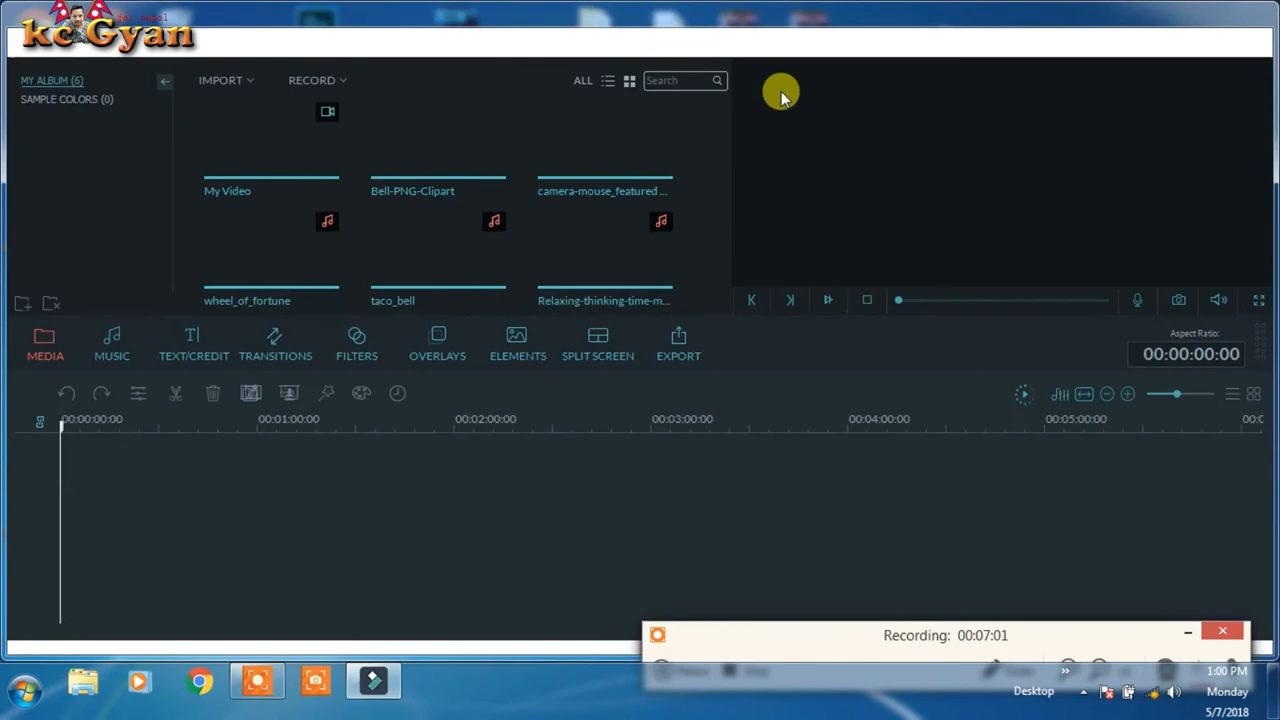 kc Gyan
MY ALBUM (6)
SAMPLE COLORS (0)
IMPORT
RECORD
ALL
Search
My Video
Bell-PNG-Clipart
camera-mouse_featured ...
wheel_of_fortune
taco_bell
Relaxing-thinking-time-m...
MEDIA
MUSIC
TEXT/CREDIT
TRANSITIONS
FILTERS
OVERLAYS
ELEMENTS
SPLIT SCREEN
EXPORT
Aspect Ratio:
00:00:00:00
00:00:00:00
00:01:00:00
00:02:00:00
00:03:00:00
00:04:00:00
00:05:00:00
Recording: 00:07:01
1:00 PM
Desktop
Monday
5/7/2018